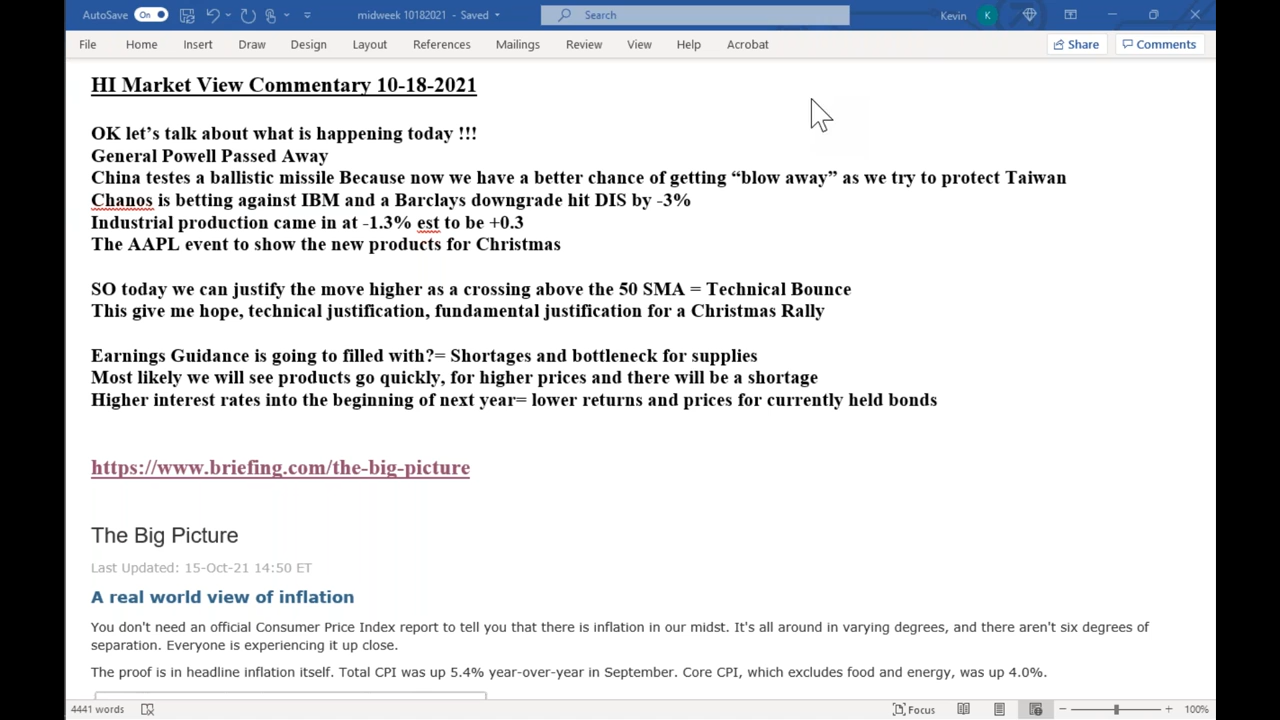 AutoSave On midweek 10182021 - Saved Search Kevin K
File Home Insert Draw Design Layout References Mailings Review View Help Acrobat Share Comments
HI Market View Commentary 10-18-2021
OK let's talk about what is happening today !!!
General Powell Passed Away
China testes a ballistic missile Because now we have a better chance of getting “blow away” as we try to protect Taiwan
Chanos is betting against IBM and a Barclays downgrade hit DIS by -3%
Industrial production came in at -1.3% est to be +0.3
The AAPL event to show the new products for Christmas
SO today we can justify the move higher as a crossing above the 50 SMA = Technical Bounce
This give me hope, technical justification, fundamental justification for a Christmas Rally
Earnings Guidance is going to filled with?= Shortages and bottleneck for supplies
Most likely we will see products go quickly, for higher prices and there will be a shortage
Higher interest rates into the beginning of next year= lower returns and prices for currently held bonds
https://www.briefing.com/the-big-picture
The Big Picture
Last Updated: 15-Oct-21 14:50 ET
A real world view of inflation
You don't need an official Consumer Price Index report to tell you that there is inflation in our midst. It's all around in varying degrees, and there aren't six degrees of
separation. Everyone is experiencing it up close.
The proof is in headline inflation itself. Total CPI was up 5.4% year-over-year in September. Core CPI, which excludes food and energy, was up 4.0%.
4441 words Focus 100%